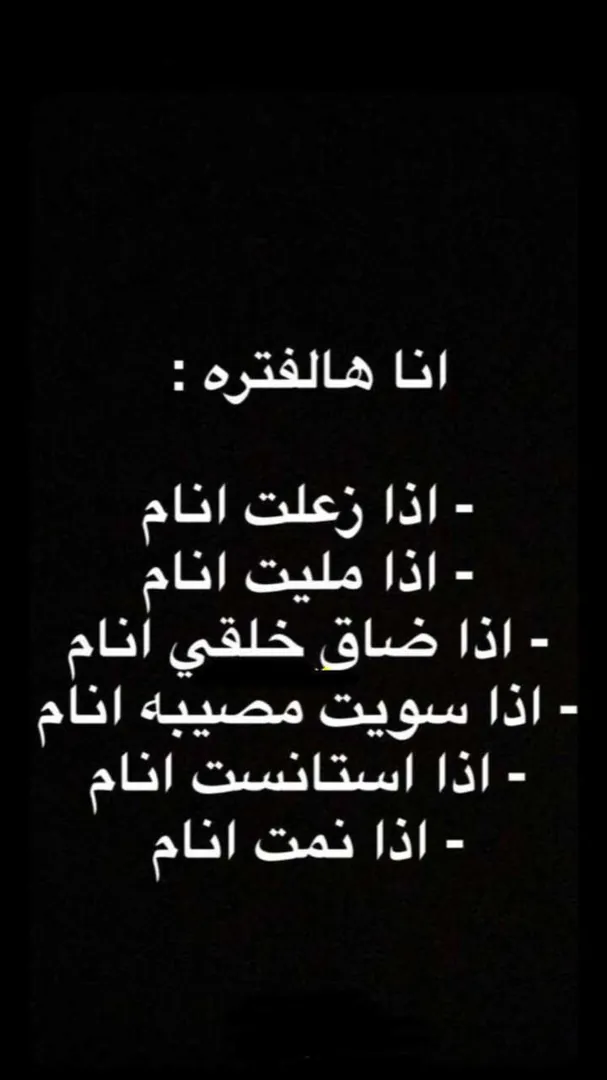 انا هالفتره :
- اذا زعلت انام
- اذا مليت انام
- اذا ضاق خلقي انام
- اذا سويت مصيبه انام
- اذا استانست انام
- اذا نمت انام